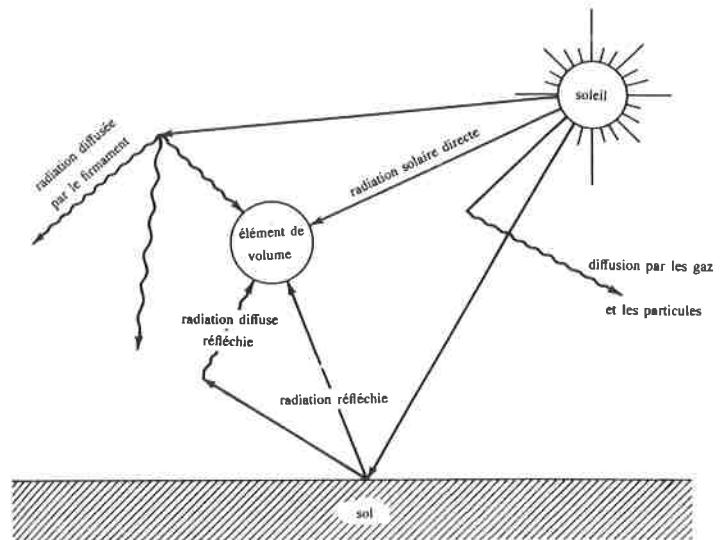 soleil
radiation diffusée
par le firmament
radiation solaire directe
élément de
volume
diffusion par les gaz
et les particules
radiation diffuse
réfléchie
radiation réfléchie
sol